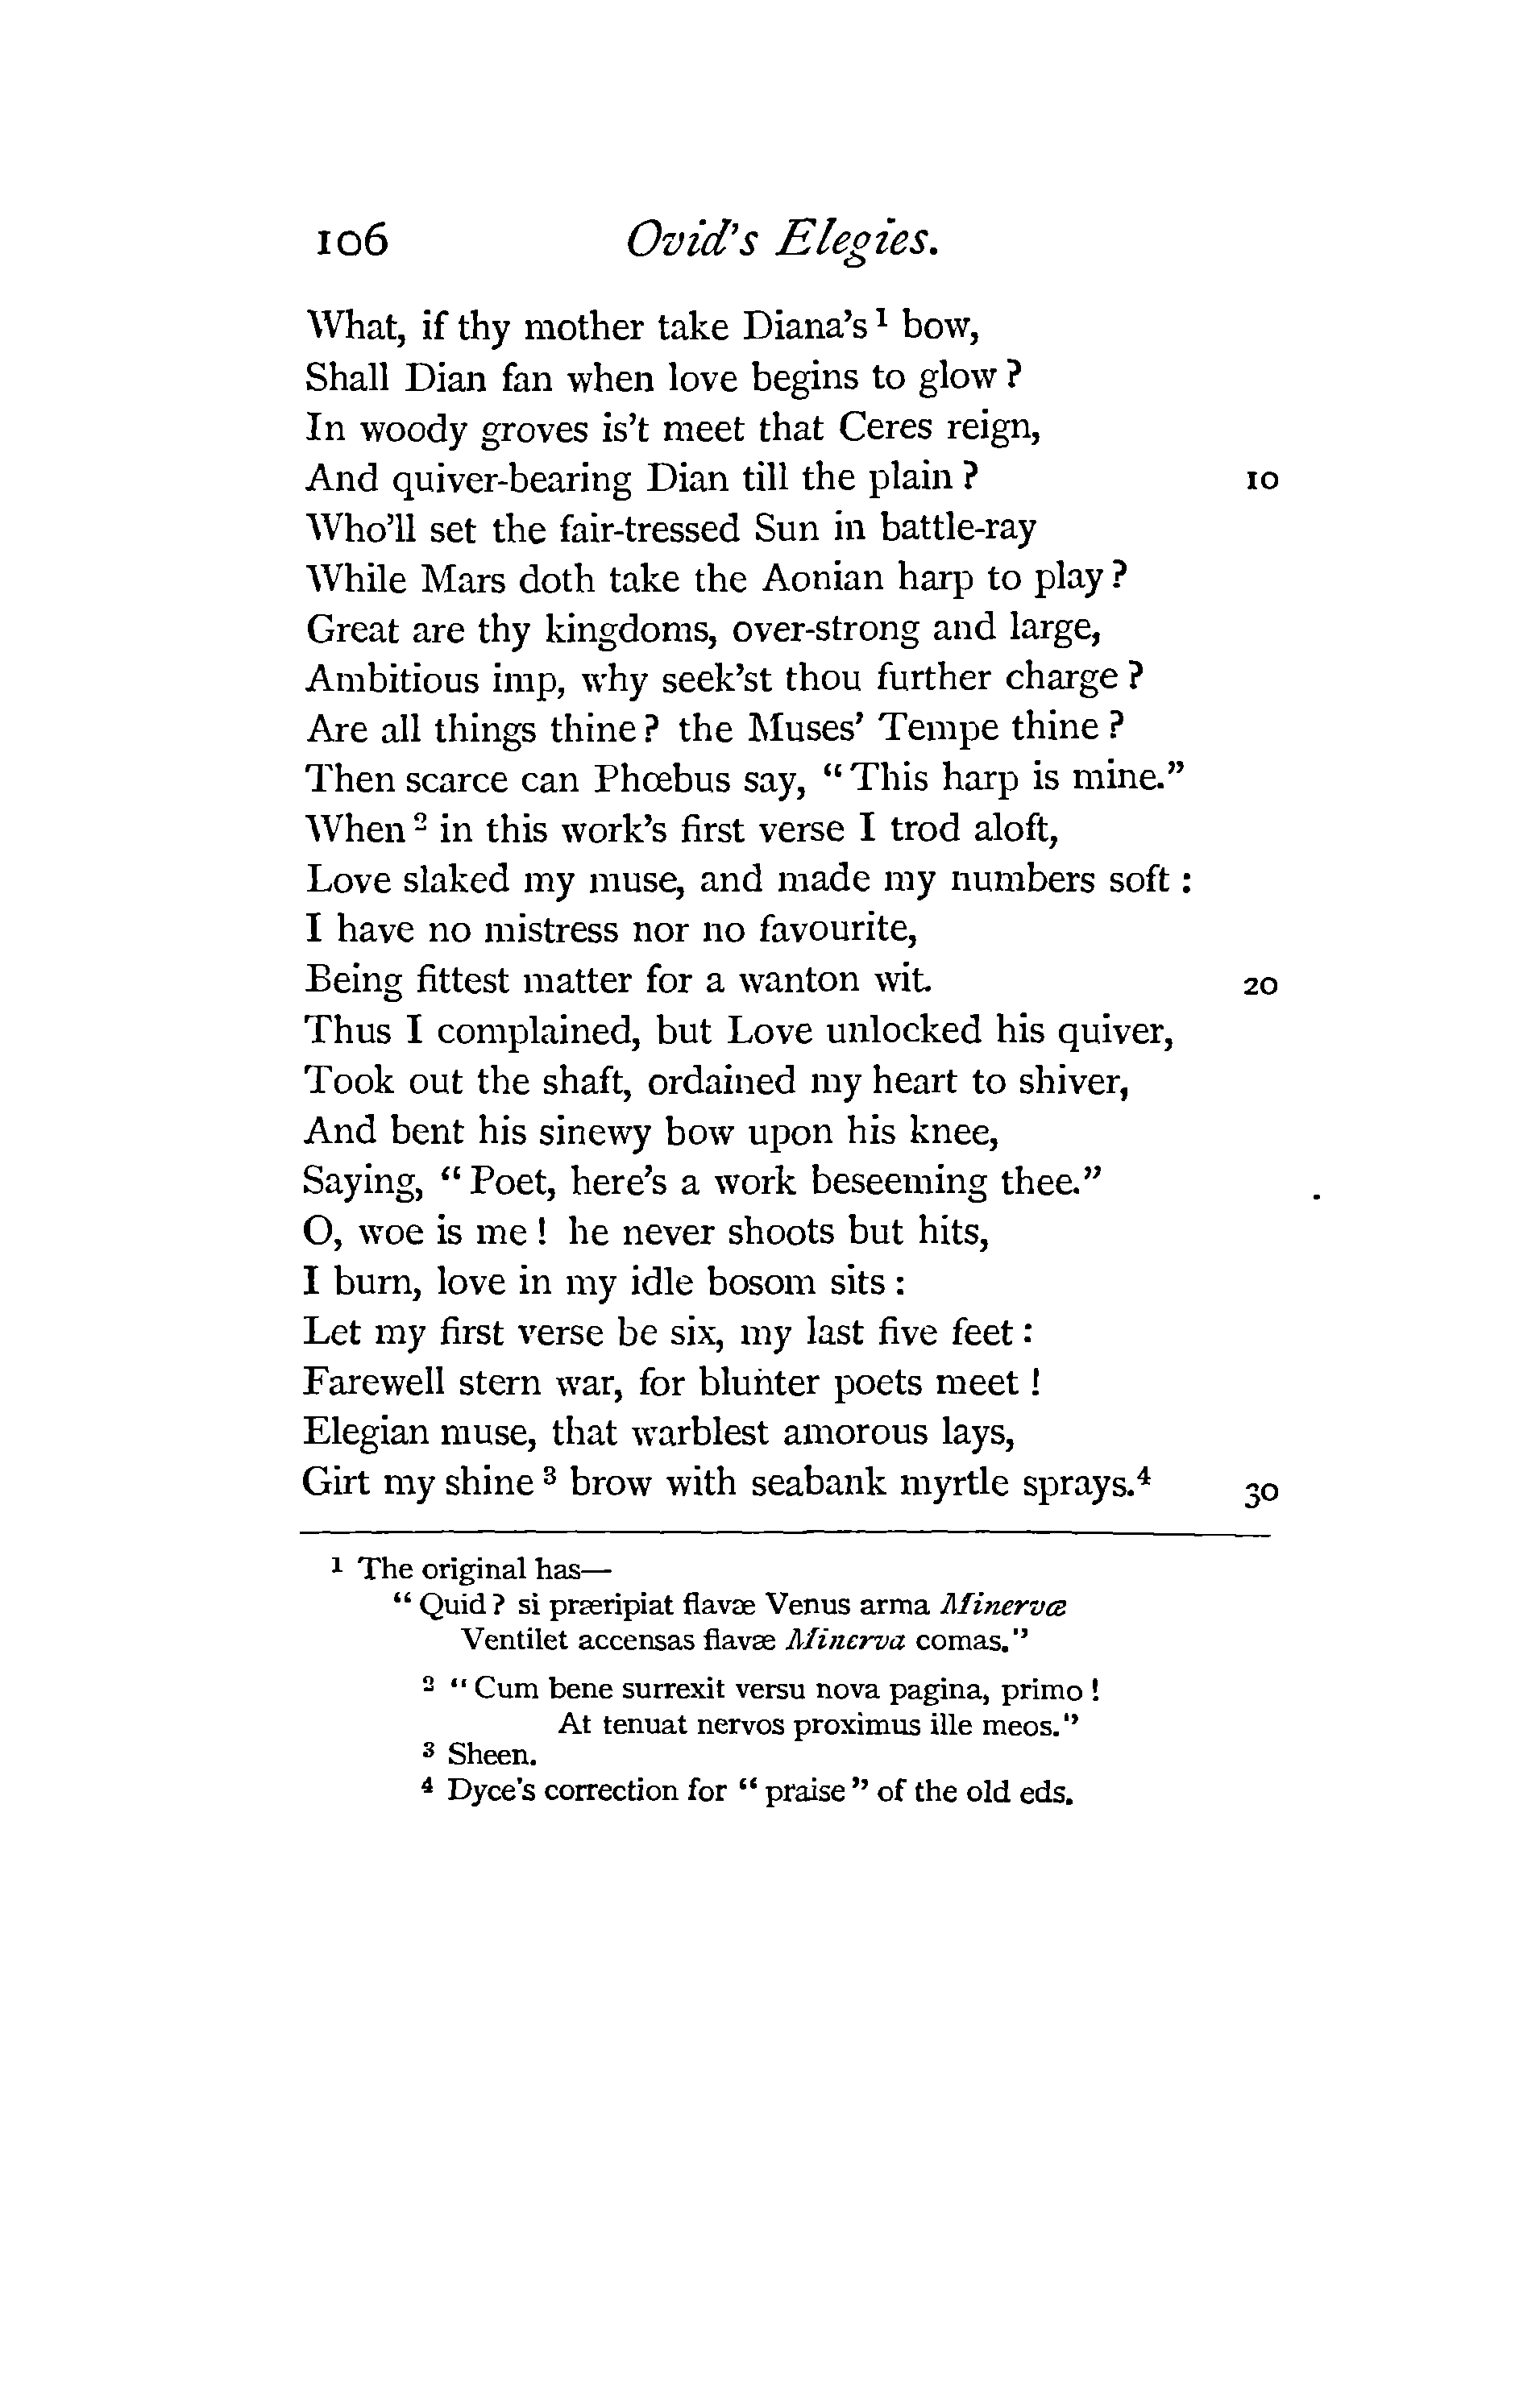 106 Ovid's Elegies.
What, if thy mother take Diana's ¹ bow,
Shall Dian fan when love begins to glow ?
In woody groves is't meet that Ceres reign,
And quiver-bearing Dian till the plain ? 10
Who'll set the fair-tressed Sun in battle-ray
While Mars doth take the Aonian harp to play ?
Great are thy kingdoms, over-strong and large,
Ambitious imp, why seek'st thou further charge ?
Are all things thine ? the Muses' Tempe thine ?
Then scarce can Phœbus say, “This harp is mine.”
When ² in this work's first verse I trod aloft,
Love slaked my muse, and made my numbers soft :
I have no mistress nor no favourite,
Being fittest matter for a wanton wit. 20
Thus I complained, but Love unlocked his quiver,
Took out the shaft, ordained my heart to shiver,
And bent his sinewy bow upon his knee,
Saying, “Poet, here's a work beseeming thee.”
O, woe is me ! he never shoots but hits,
I burn, love in my idle bosom sits :
Let my first verse be six, my last five feet :
Farewell stern war, for blunter poets meet !
Elegian muse, that warblest amorous lays,
Girt my shine ³ brow with seabank myrtle sprays.⁴ 30
¹ The original has—
“Quid ? si præripiat flavæ Venus arma Minervæ
Ventilet accensas flavæ Minerva comas.”
² “Cum bene surrexit versu nova pagina, primo !
At tenuat nervos proximus ille meos.”
³ Sheen.
⁴ Dyce's correction for “praise” of the old eds.